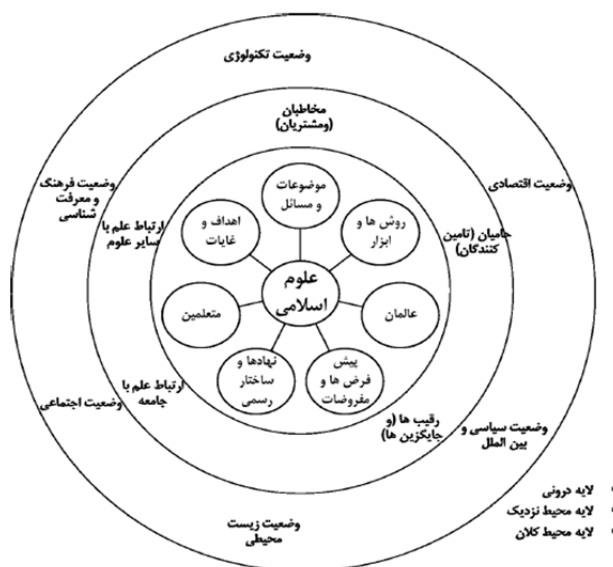 وضعیت تکنولوژی
مخاطبان
(ومشتریان)
وضعیت فرهنگ
و معرفت
شناسی
وضعیت اقتصادی
ارتباط علم با
سایر علوم
حامیان (تامین
کنندگان)
موضوعات
و مسائل
اهداف و
غایات
روش ها و
ابزار
علوم
اسلامی
متعلمین
عالمان
نهادها و
ساختار
رسمی
پیش
فرض ها و
مفروضات
ارتباط علم با
جامعه
وضعیت اجتماعی
رقیب ها (و
جایگزین ها)
وضعیت سیاسی و
بین الملل
وضعیت زیست
محیطی
لایه درونی
لایه محیط نزدیک
لایه محیط کلان